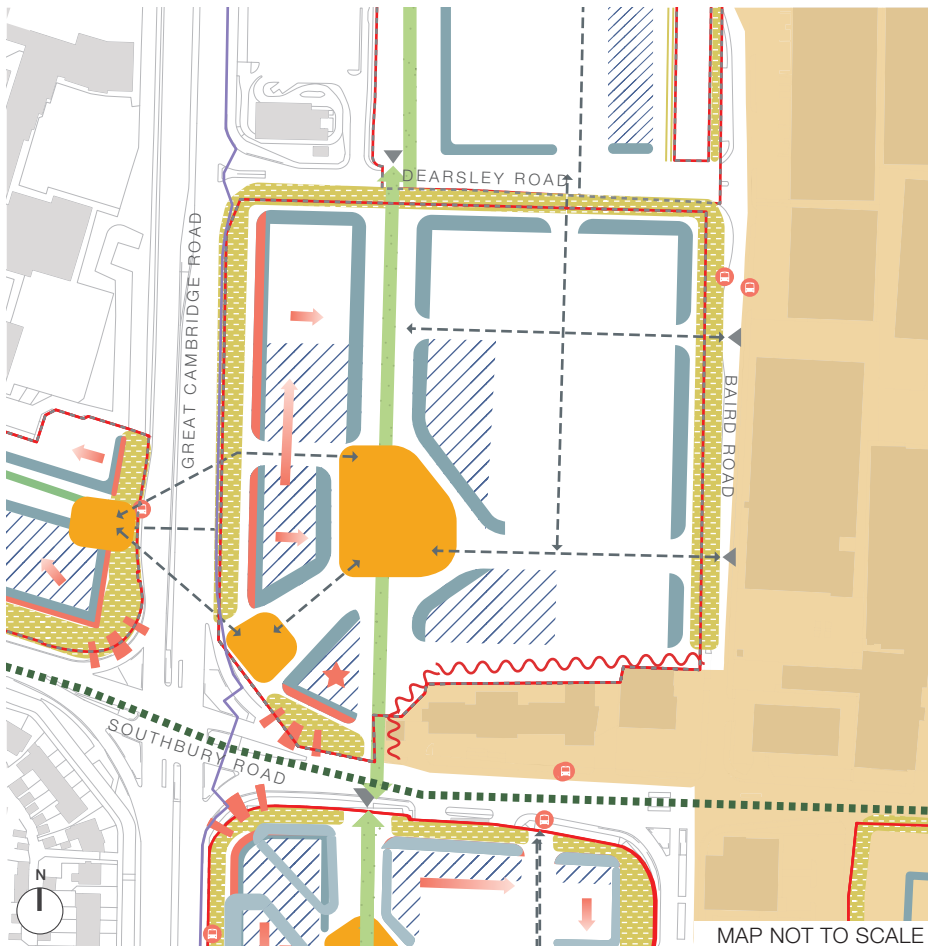 DEARSLEY ROAD
GREAT CAMBRIDGE ROAD
BAIRD ROAD
SOUTHBURY ROAD
N
MAP NOT TO SCALE